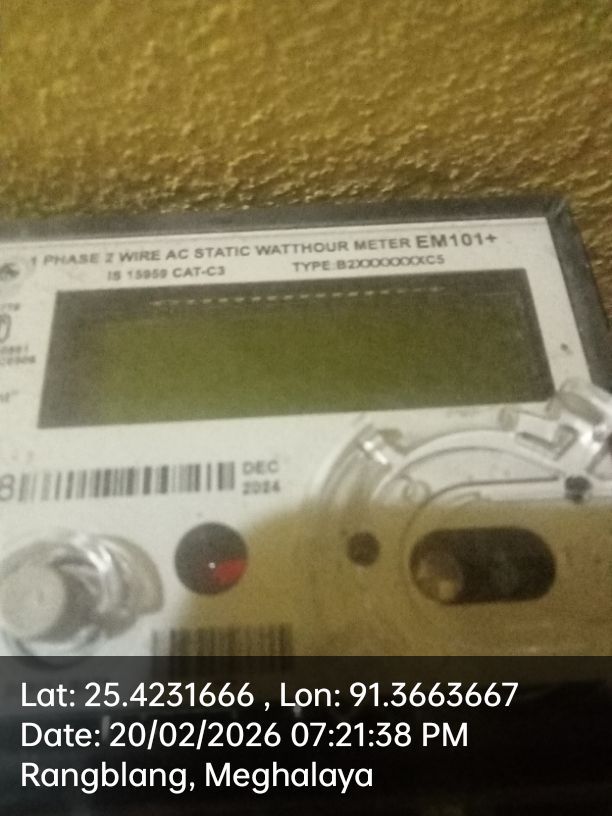 1 PHASE 2 WIRE AC STATIC WATTHOUR METER EM101+
IS 15959 CAT-C3 TYPE:B2XXXXXXXC5
8
DEC
2024
Lat: 25.4231666 , Lon: 91.3663667
Date: 20/02/2026 07:21:38 PM
Rangblang, Meghalaya